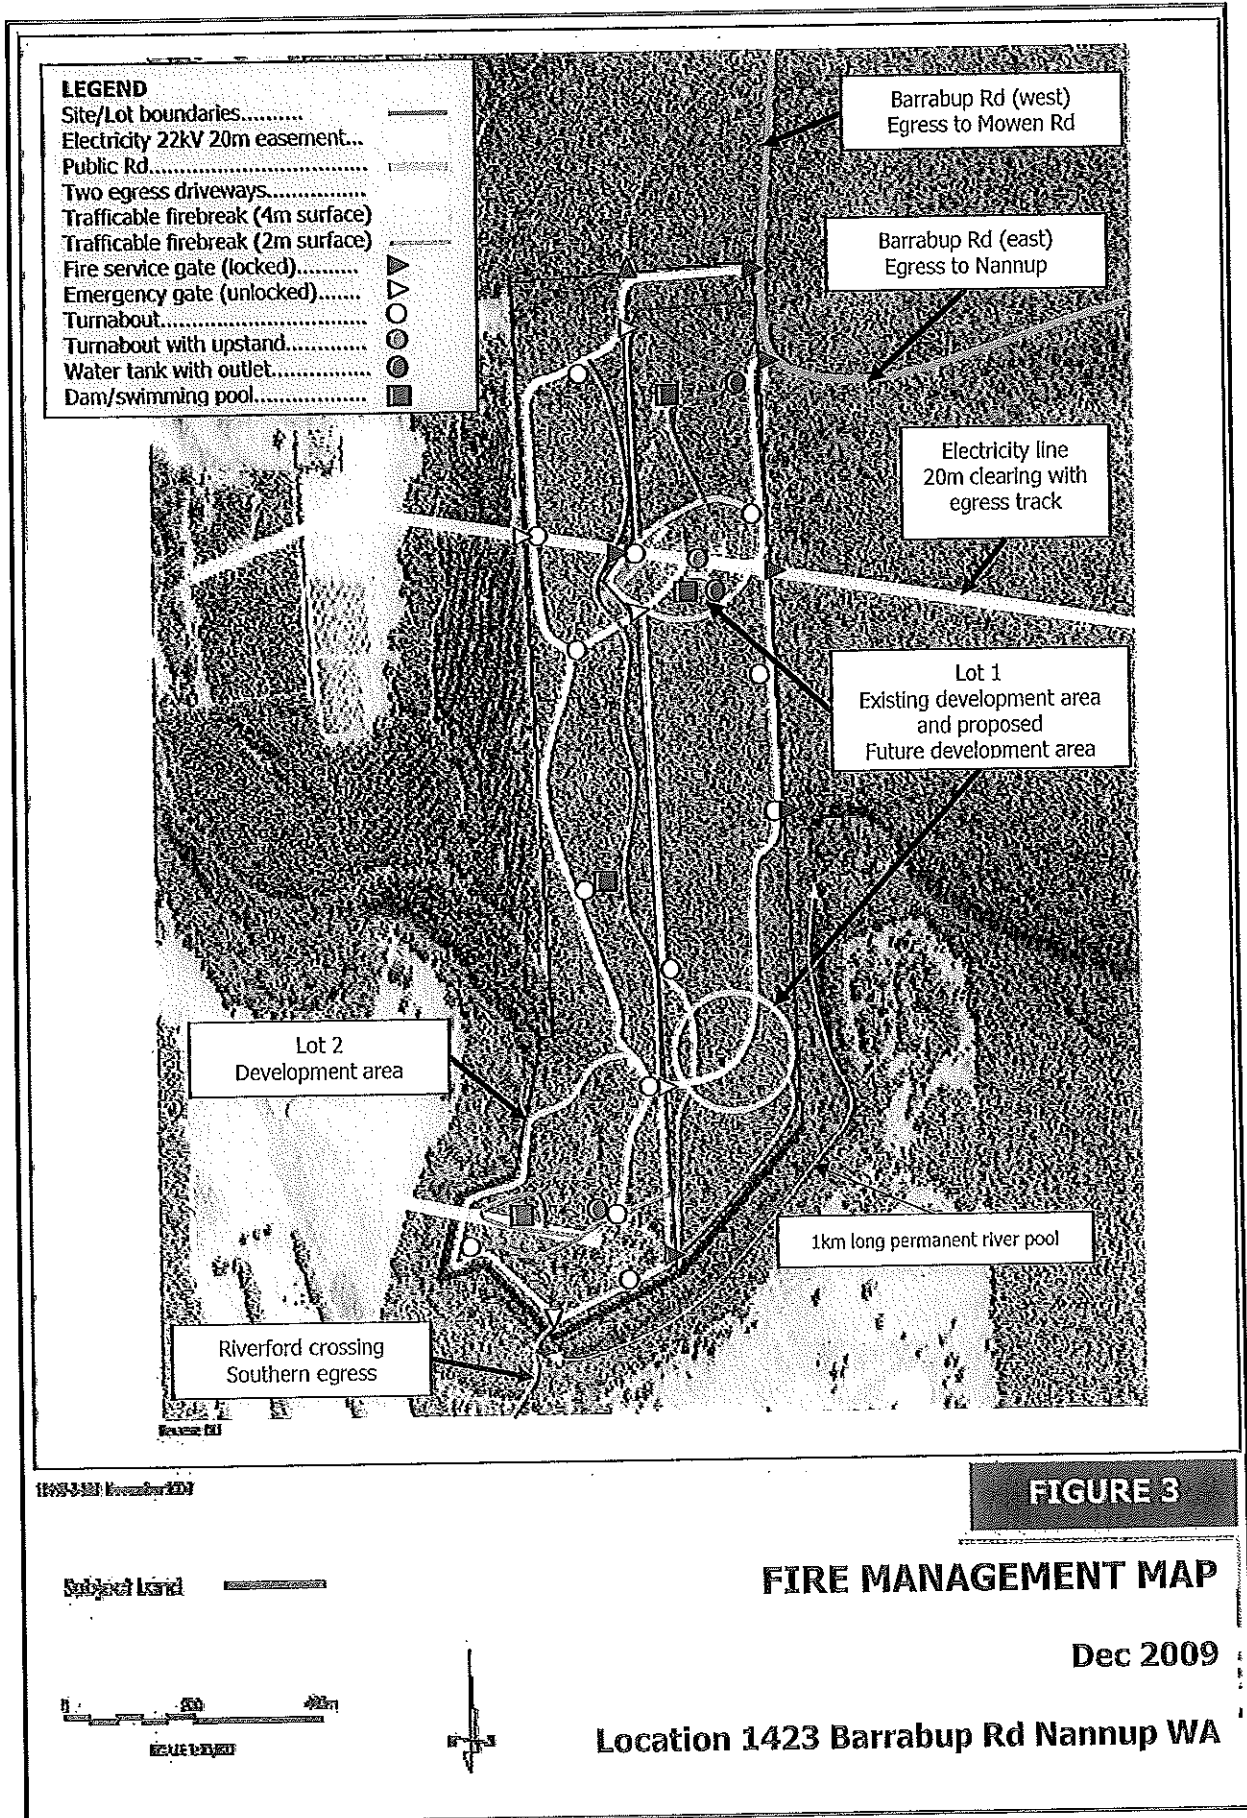 LEGEND
Site/Lot boundaries..........
Electricity 22kV 20m easement...
Public Rd...................................
Two egress driveways................
Trafficable firebreak (4m surface)
Trafficable firebreak (2m surface)
Fire service gate (locked)..........
Emergency gate (unlocked).......
Turnabout.................................
Turnabout with upstand.............
Water tank with outlet...............
Dam/swimming pool..................
Barrabup Rd (west)
Egress to Mowen Rd
Barrabup Rd (east)
Egress to Nannup
Electricity line
20m clearing with
egress track
Lot 1
Existing development area
and proposed
Future development area
Lot 2
Development area
1km long permanent river pool
Riverford crossing
Southern egress
FIGURE 3
Subject Land
FIRE MANAGEMENT MAP
Dec 2009
0
Location 1423 Barrabup Rd Nannup WA